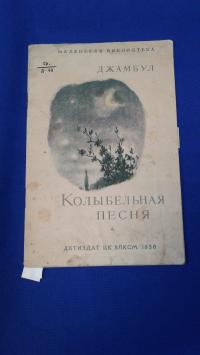 МАЛЕНЬКАЯ БИБЛИОТЕКА
ДЖАМБУЛ
КОЛЫБЕЛЬНАЯ
ПЕСНЯ
ДЕТИЗДАТ ЦК ВЛКСМ 1938